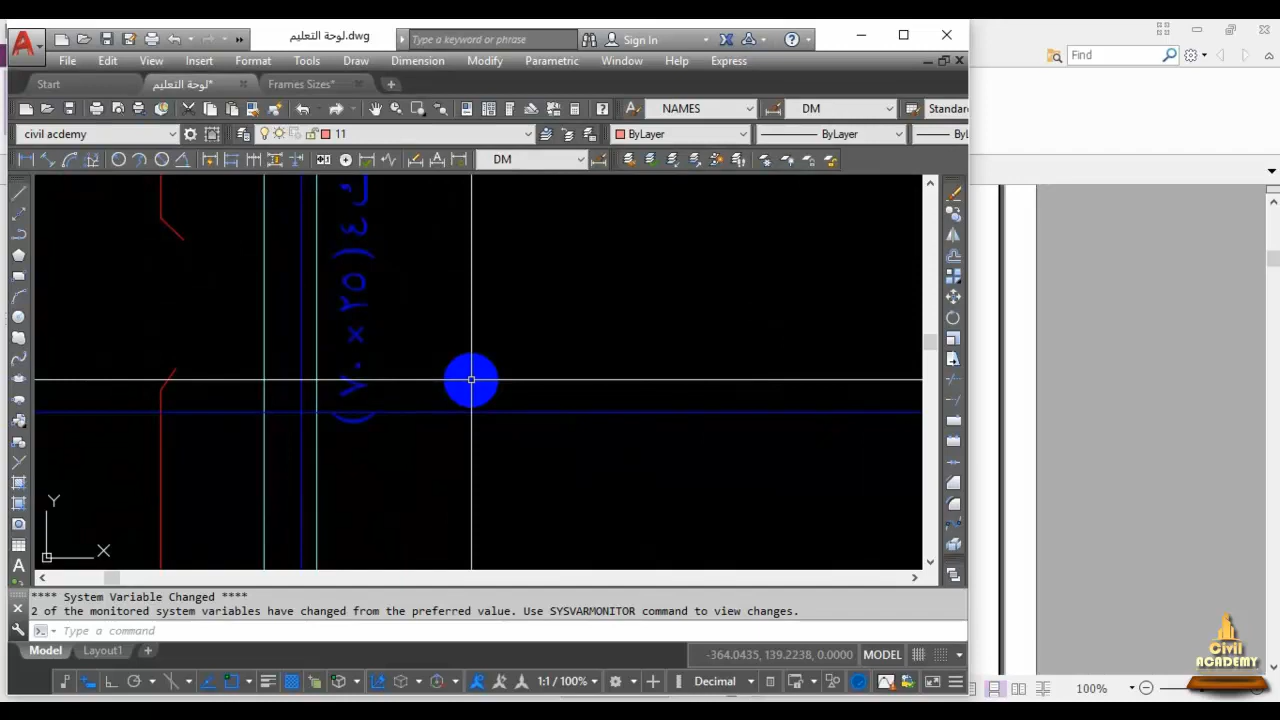 لوحة التعليم.dwg
Type a keyword or phrase
Sign In
Find
File Edit View Insert Format Tools Draw Dimension Modify Parametric Window Help Express
Start
لوحة التعليم*
Frames Sizes*
NAMES
DM
Standar
civil acdemy
11
ByLayer
ByLayer
ByL
DM
(٧٠ × ٢٥) ٤
Y
X
**** System Variable Changed ****
2 of the monitored system variables have changed from the preferred value. Use SYSVARMONITOR command to view changes.
Type a command
Model
Layout1
-364.0435, 139.2238, 0.0000
MODEL
1:1 / 100%
Decimal
100%
Civil
ACADEMY